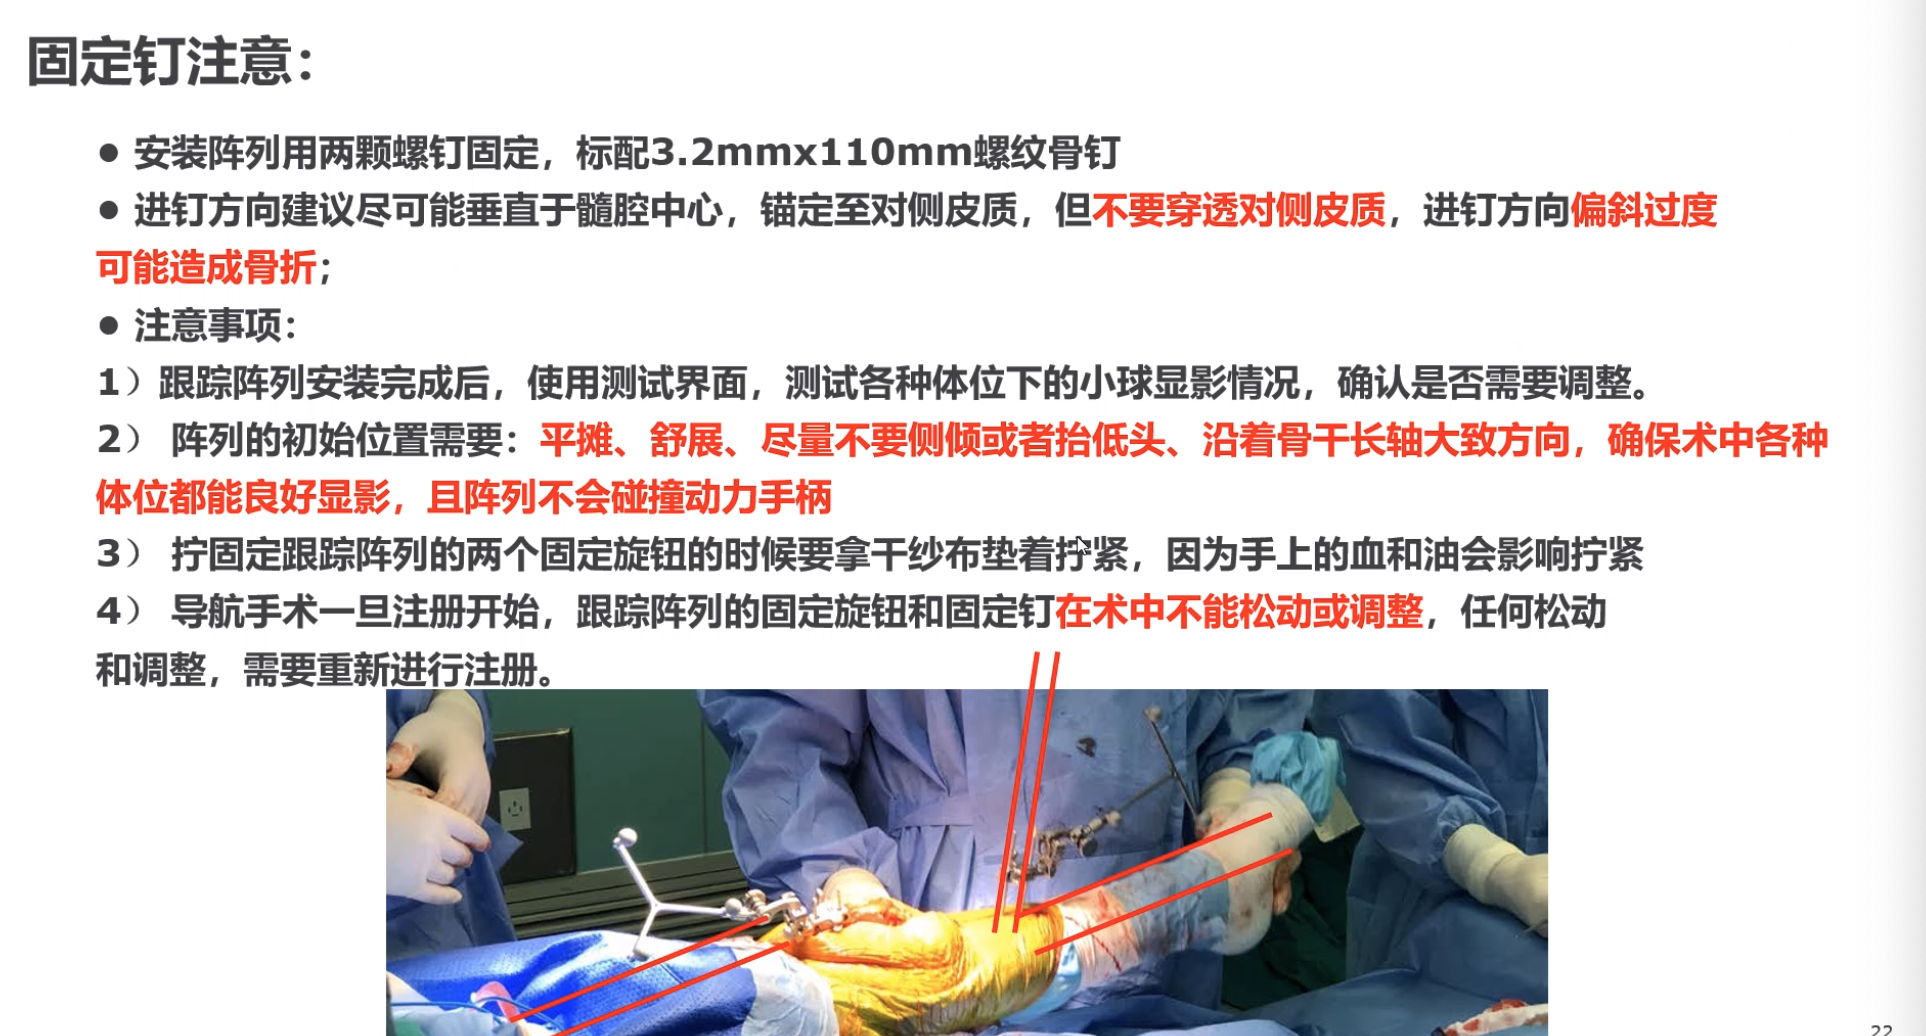 固定钉注意：
● 安装阵列用两颗螺钉固定，标配3.2mmx110mm螺纹骨钉
● 进钉方向建议尽可能垂直于髓腔中心，锚定至对侧皮质，但不要穿透对侧皮质，进钉方向偏斜过度
可能造成骨折；
● 注意事项：
1）跟踪阵列安装完成后，使用测试界面，测试各种体位下的小球显影情况，确认是否需要调整。
2） 阵列的初始位置需要：平摊、舒展、尽量不要侧倾或者抬低头、沿着骨干长轴大致方向，确保术中各种
体位都能良好显影，且阵列不会碰撞动力手柄
3） 拧固定跟踪阵列的两个固定旋钮的时候要拿干纱布垫着拧紧，因为手上的血和油会影响拧紧
4） 导航手术一旦注册开始，跟踪阵列的固定旋钮和固定钉在术中不能松动或调整，任何松动
和调整，需要重新进行注册。
22